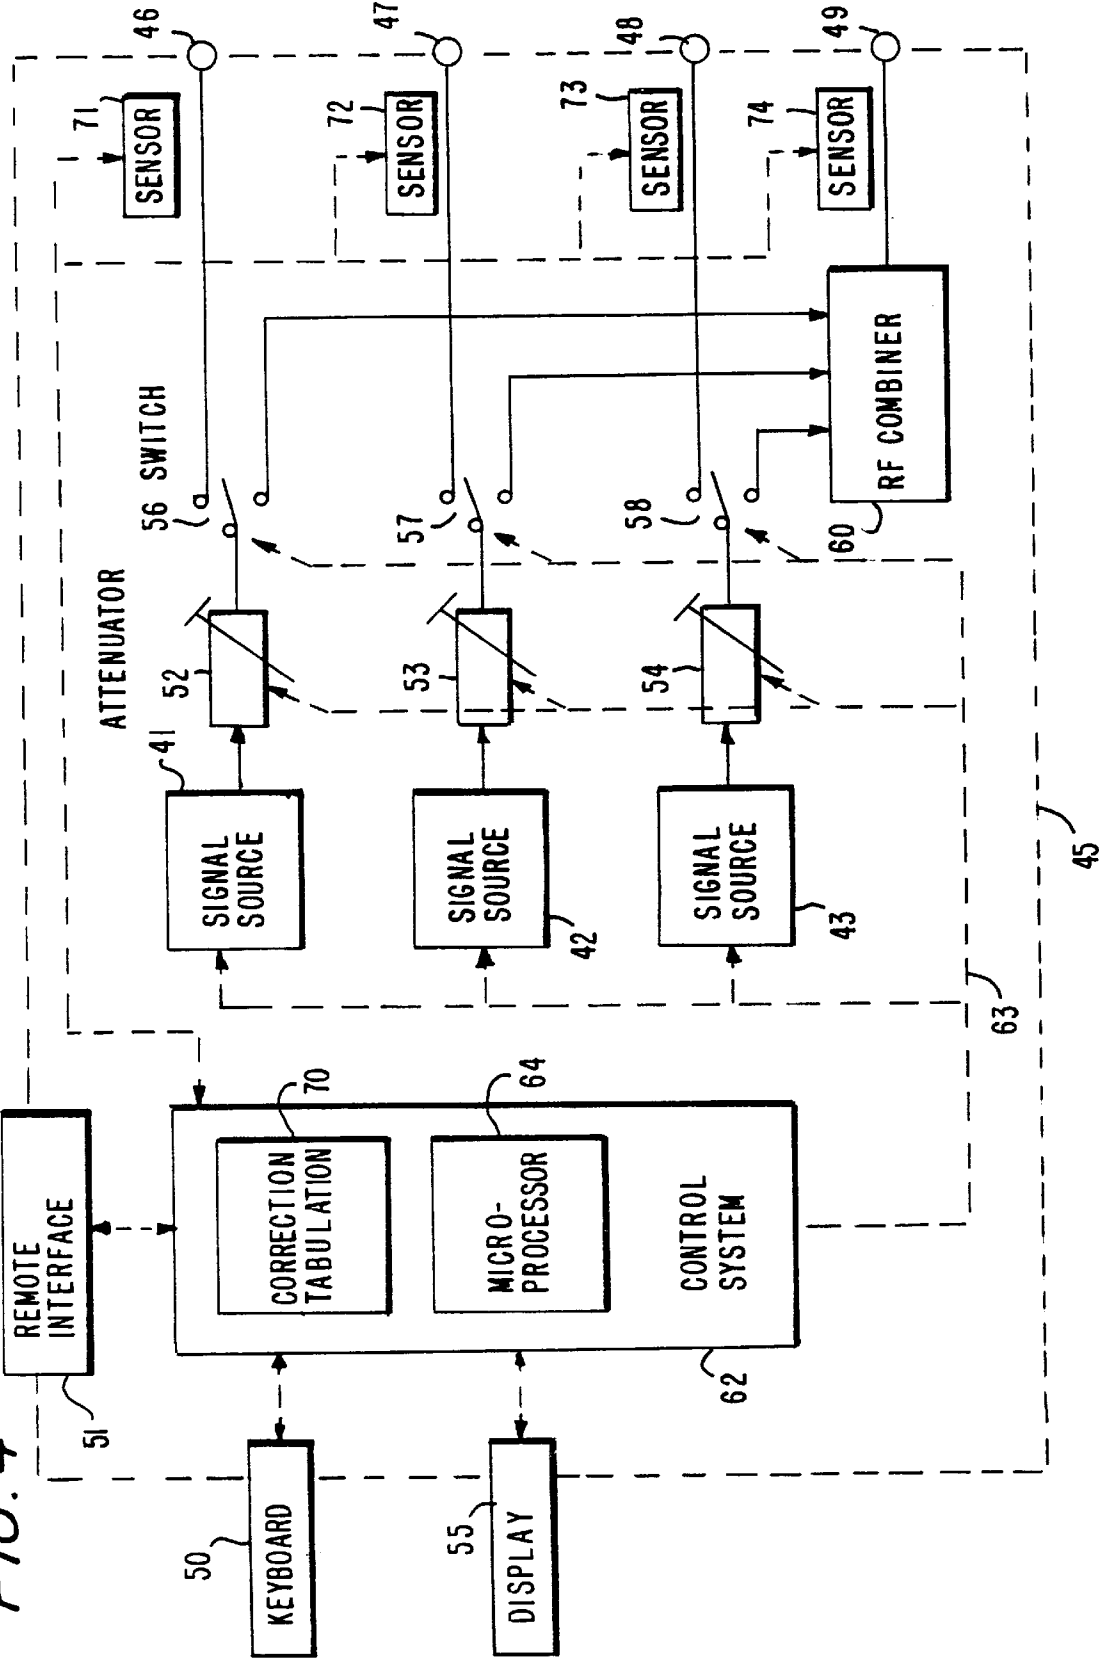 FIG. 4
REMOTE
INTERFACE
51
KEYBOARD
50
DISPLAY
55
CORRECTION
TABULATION
70
MICRO-
PROCESSOR
64
CONTROL
SYSTEM
62
63
45
SIGNAL
SOURCE
41
SIGNAL
SOURCE
42
SIGNAL
SOURCE
43
ATTENUATOR
52
53
54
56 SWITCH
57
58
RF COMBINER
60
SENSOR
71
SENSOR
72
SENSOR
73
SENSOR
74
46
47
48
49